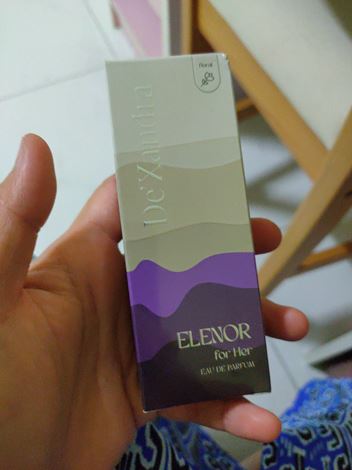 floral
De'Xandra
ELENOR
for Her
EAU DE PARFUM